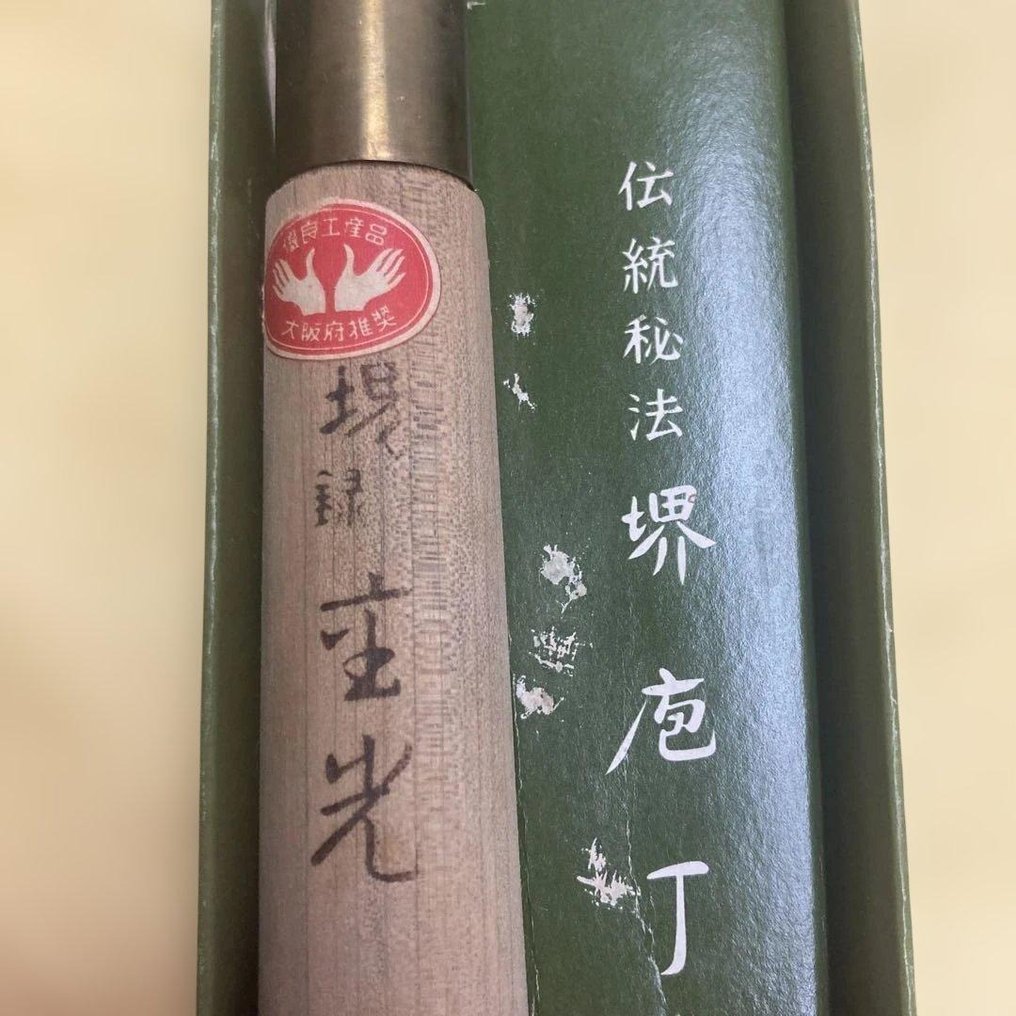 伝統秘法 堺庖丁
優良工産品
大阪府推奨
堺
録
光